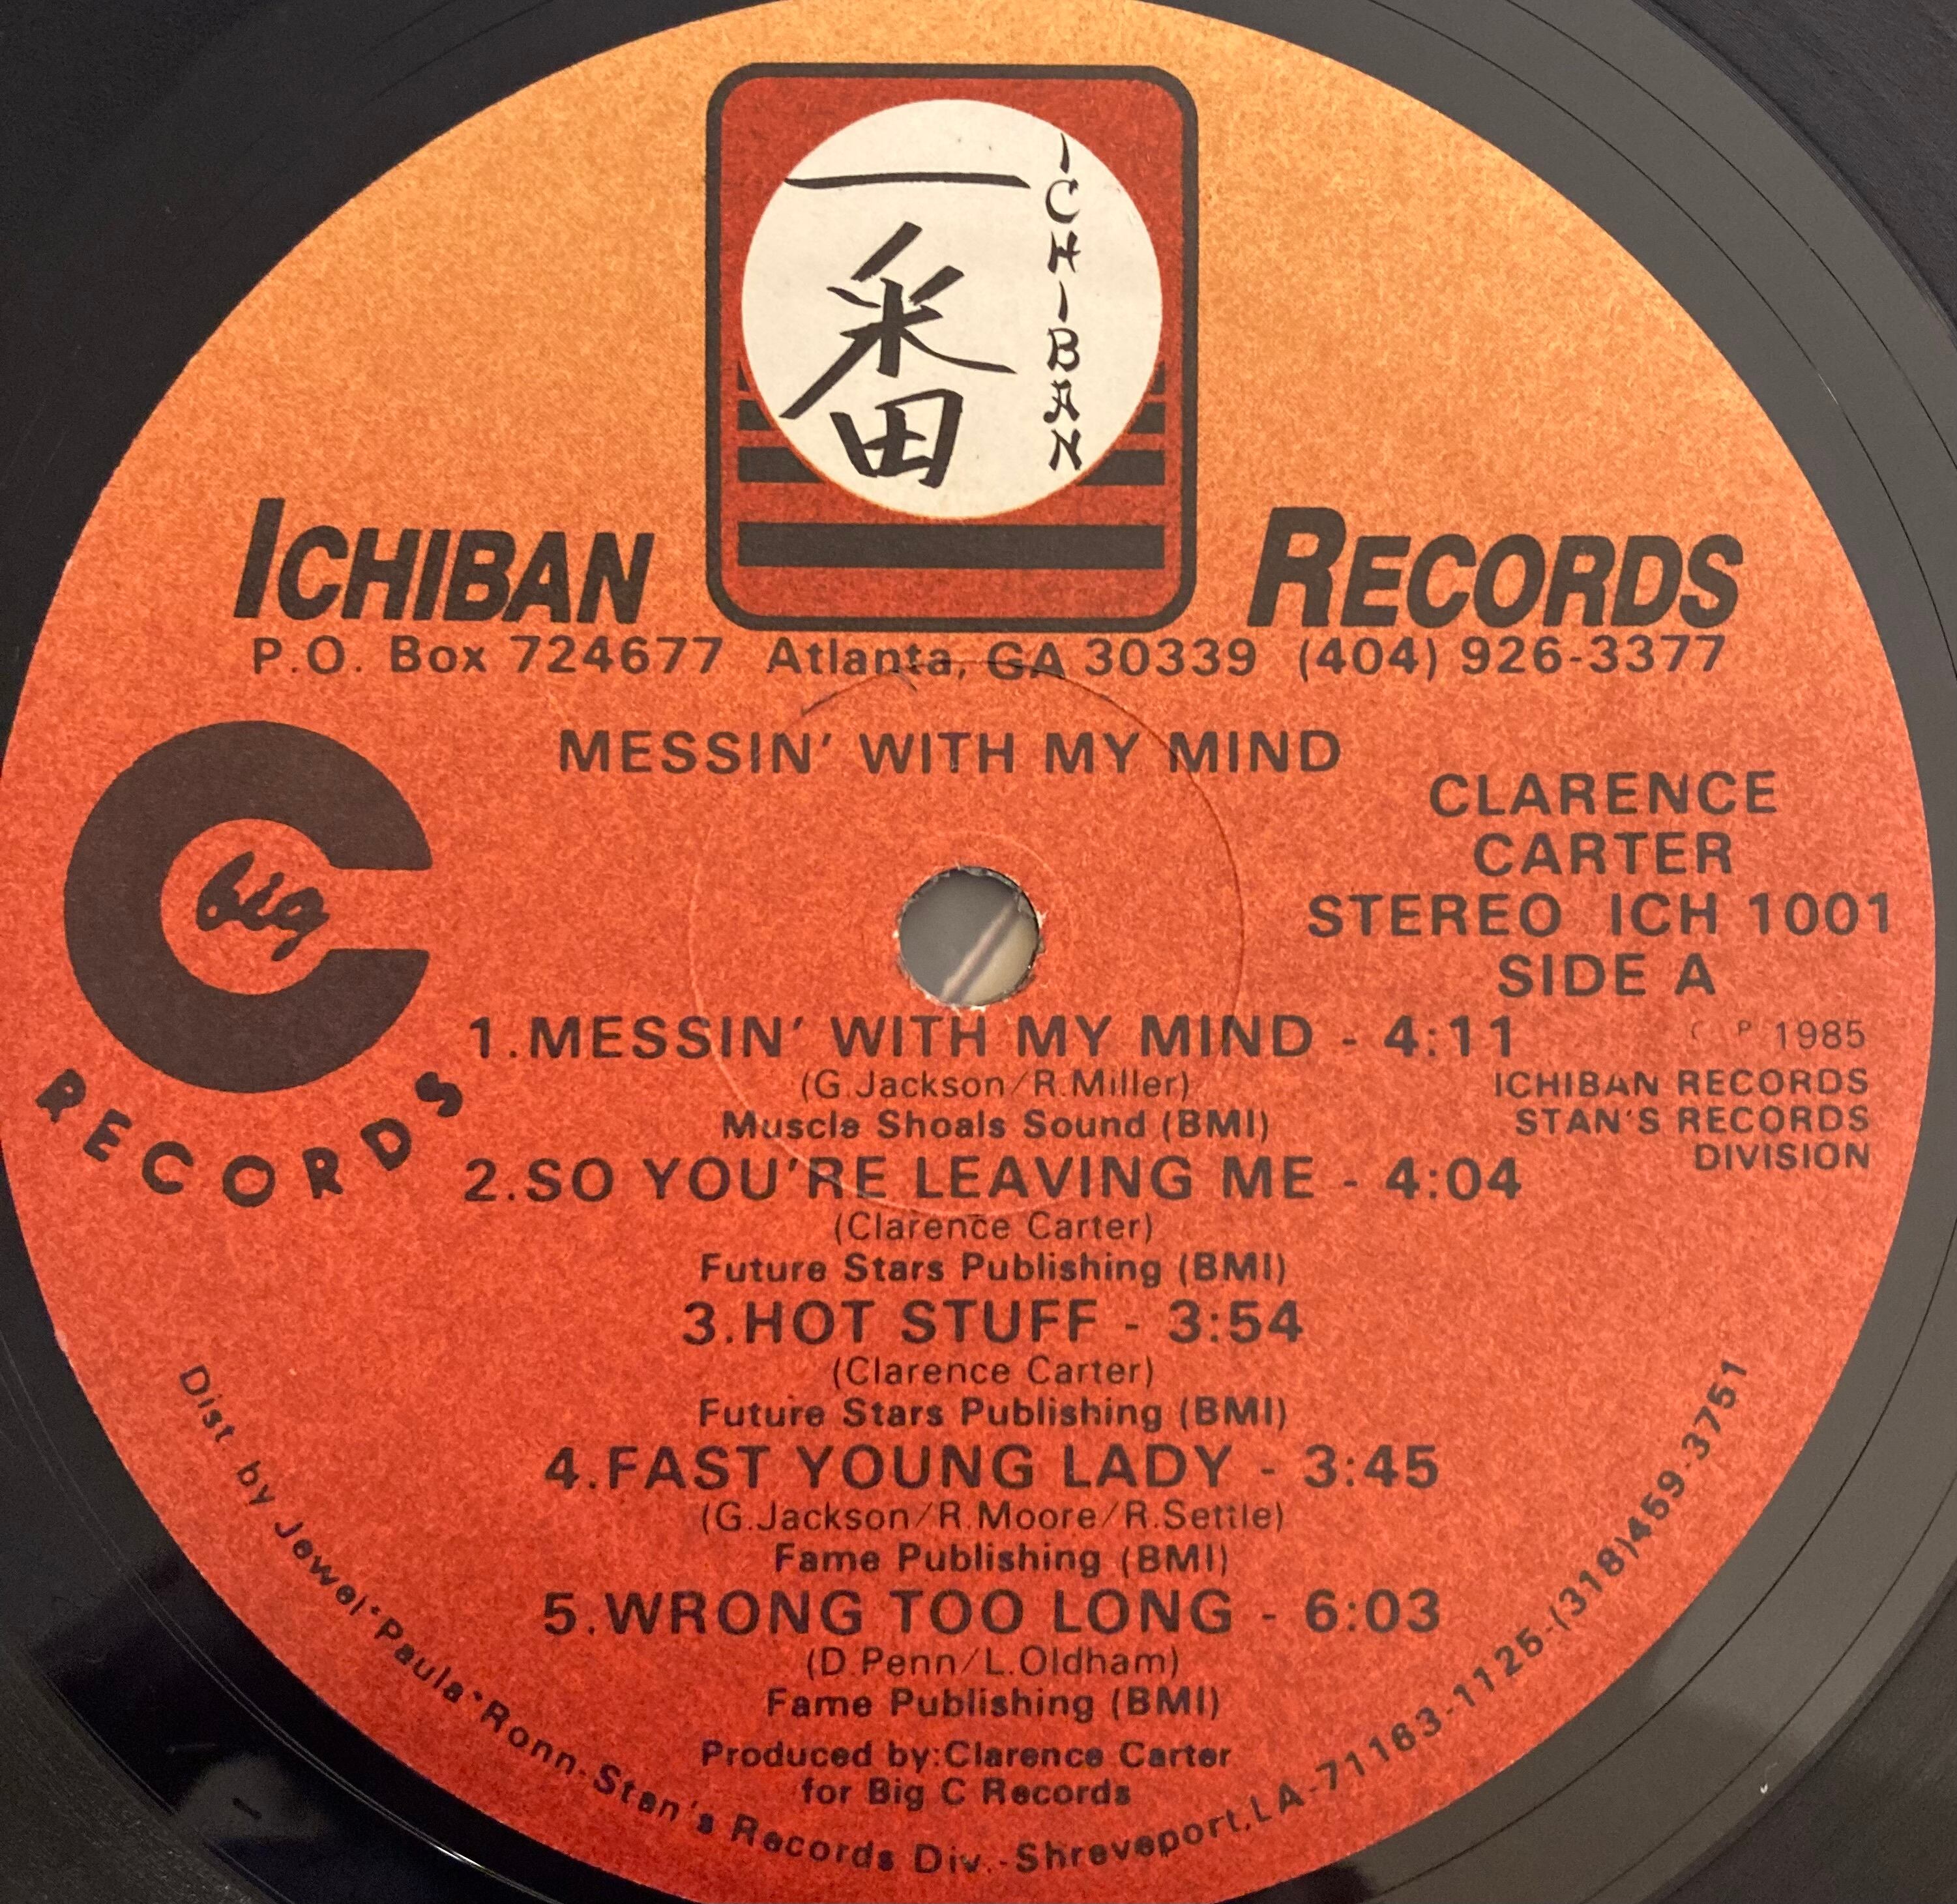 一番
ICHIBAN
ICHIBAN RECORDS
P.O. Box 724677 Atlanta, GA 30339 (404) 926-3377
MESSIN' WITH MY MIND
big C
RECORDS
CLARENCE
CARTER
STEREO ICH 1001
SIDE A
C P 1985
ICHIBAN RECORDS
STAN'S RECORDS
DIVISION
1.MESSIN' WITH MY MIND - 4:11
(G.Jackson/R.Miller)
Muscle Shoals Sound (BMI)
2.SO YOU'RE LEAVING ME - 4:04
(Clarence Carter)
Future Stars Publishing (BMI)
3.HOT STUFF - 3:54
(Clarence Carter)
Future Stars Publishing (BMI)
4.FAST YOUNG LADY - 3:45
(G.Jackson/R.Moore/R.Settle)
Fame Publishing (BMI)
5.WRONG TOO LONG - 6:03
(D.Penn/L.Oldham)
Fame Publishing (BMI)
Produced by:Clarence Carter
for Big C Records
Dist. by Jewel*Paula*Ronn-Stan's Records Div.-Shreveport,LA-71163-1125-(318)459-3751